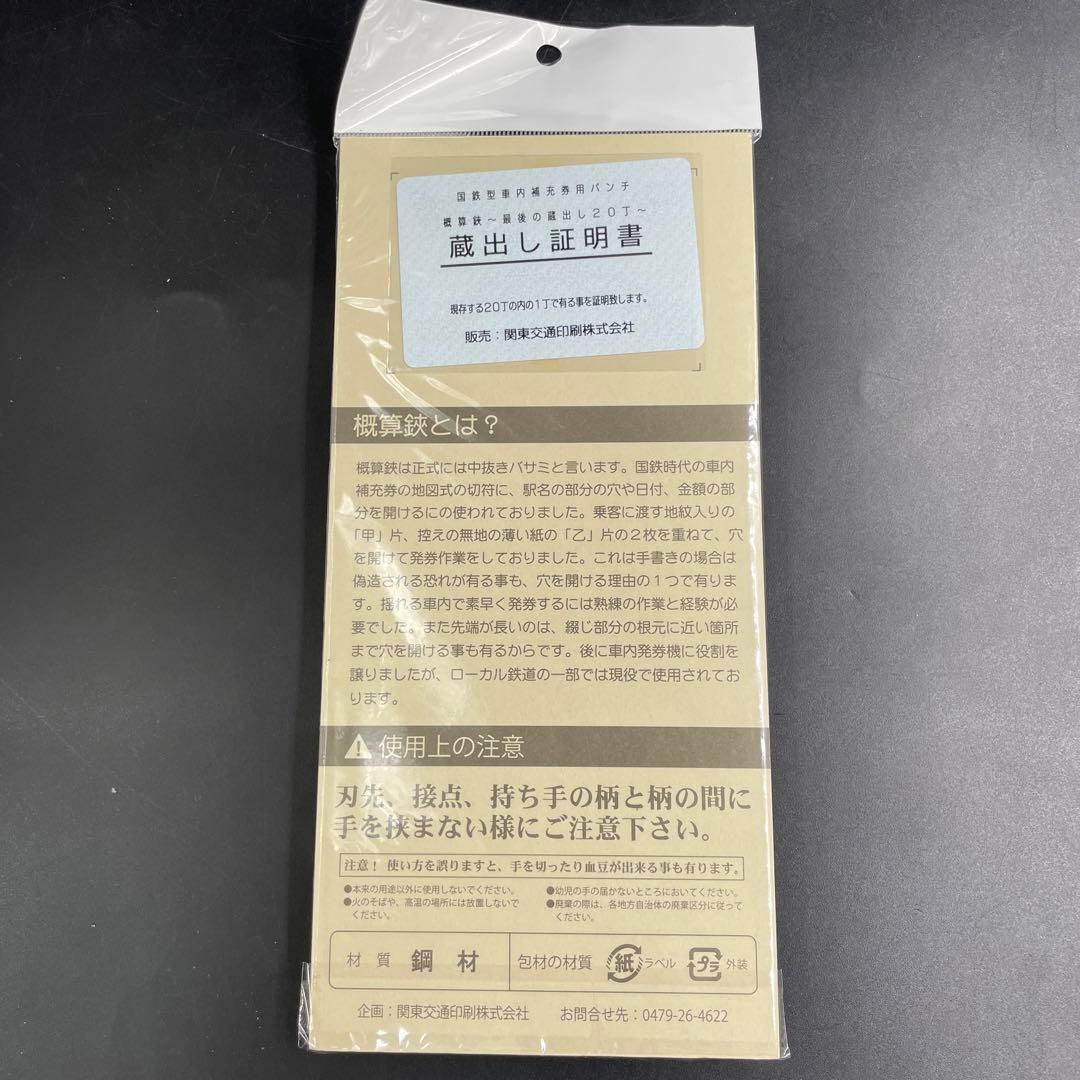 国鉄型車内補充券用パンチ
概算鋏～最後の蔵出し20丁～
蔵出し証明書
現存する20丁の内の1丁で有る事を証明致します。
販売：関東交通印刷株式会社
概算鋏とは？
概算鋏は正式には中抜きバサミと言います。国鉄時代の車内
補充券の地図式の切符に、駅名の部分の穴や日付、金額の部
分を開けるにの使われておりました。乗客に渡す地紋入りの
「甲」片、控えの無地の薄い紙の「乙」片の２枚を重ねて、穴
を開けて発券作業をしておりました。これは手書きの場合は
偽造される恐れが有る事も、穴を開ける理由の１つで有りま
す。揺れる車内で素早く発券するには熟練の作業と経験が必
要でした。また先端が長いのは、綴じ部分の根元に近い箇所
まで穴を開ける事も有るからです。後に車内発券機に役割を
譲りましたが、ローカル鉄道の一部では現役で使用されてお
ります。
使用上の注意
刃先、接点、持ち手の柄と柄の間に
手を挟まない様にご注意下さい。
注意！ 使い方を誤りますと、手を切ったり血豆が出来る事も有ります。
●本来の用途以外に使用しないでください。
●火のそばや、高温の場所には放置しないで
ください。
●幼児の手の届かないところにおいてください。
●廃棄の際は、各地方自治体の廃棄区分に従って
ください。
材 質 鋼 材 包材の材質 紙 ラベル プラ 外装
企画：関東交通印刷株式会社 お問合せ先：0479-26-4622